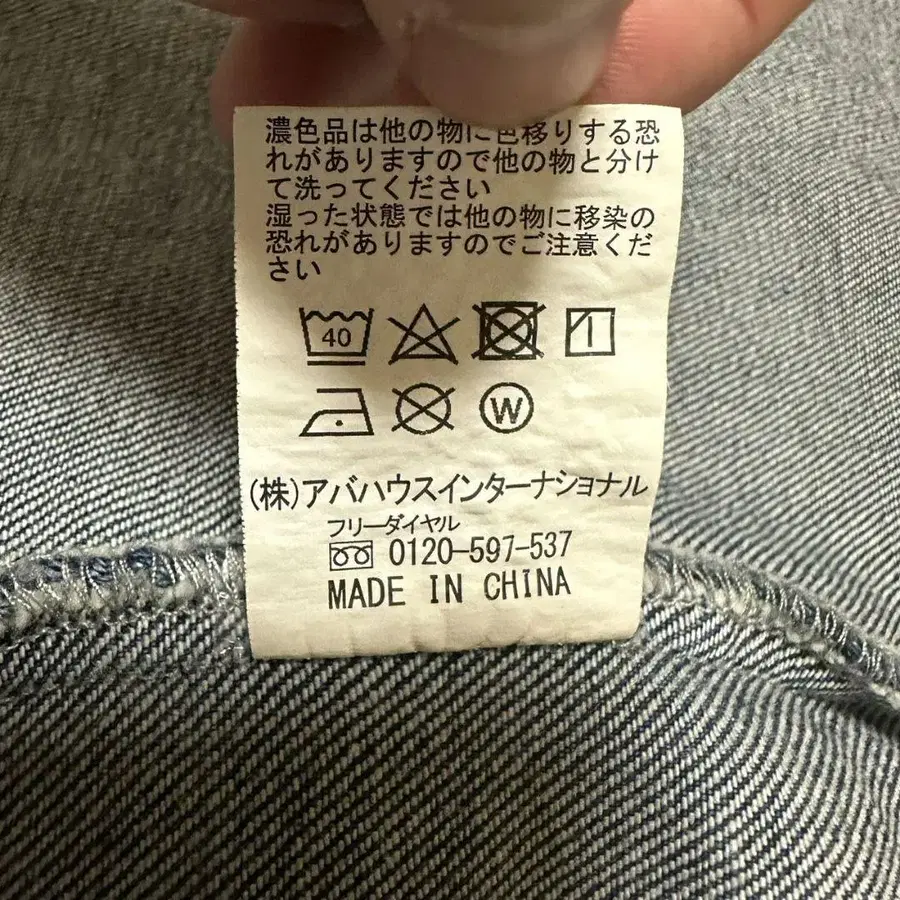 濃色品は他の物に色移りする恐
れがありますので他の物と分け
て洗ってください
湿った状態では他の物に移染の
恐れがありますのでご注意くだ
さい
40
W
(株)アバハウスインターナショナル
フリーダイヤル
0120-597-537
MADE IN CHINA